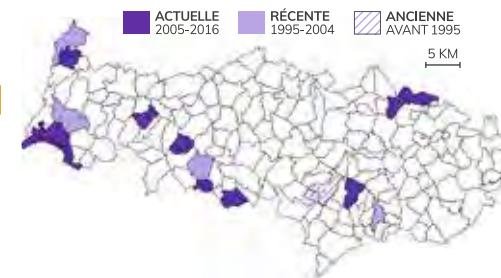 ACTUELLE
2005-2016
RÉCENTE
1995-2004
ANCIENNE
AVANT 1995
5 KM